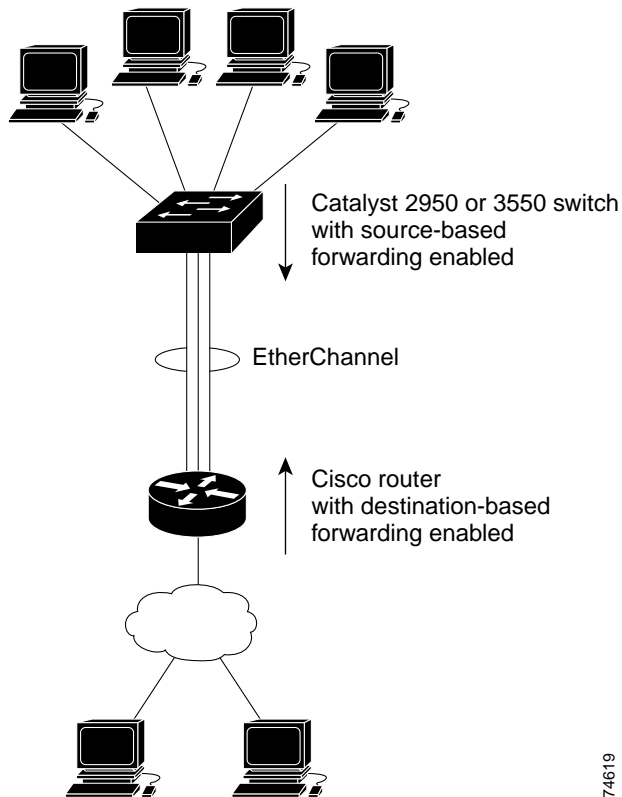 Catalyst 2950 or 3550 switch
with source-based
forwarding enabled
EtherChannel
Cisco router
with destination-based
forwarding enabled
74619